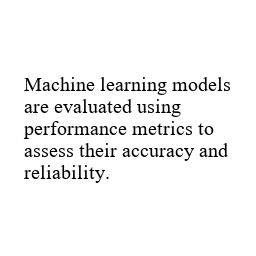 Machine learning models
are evaluated using
performance metrics to
assess their accuracy and
reliability.